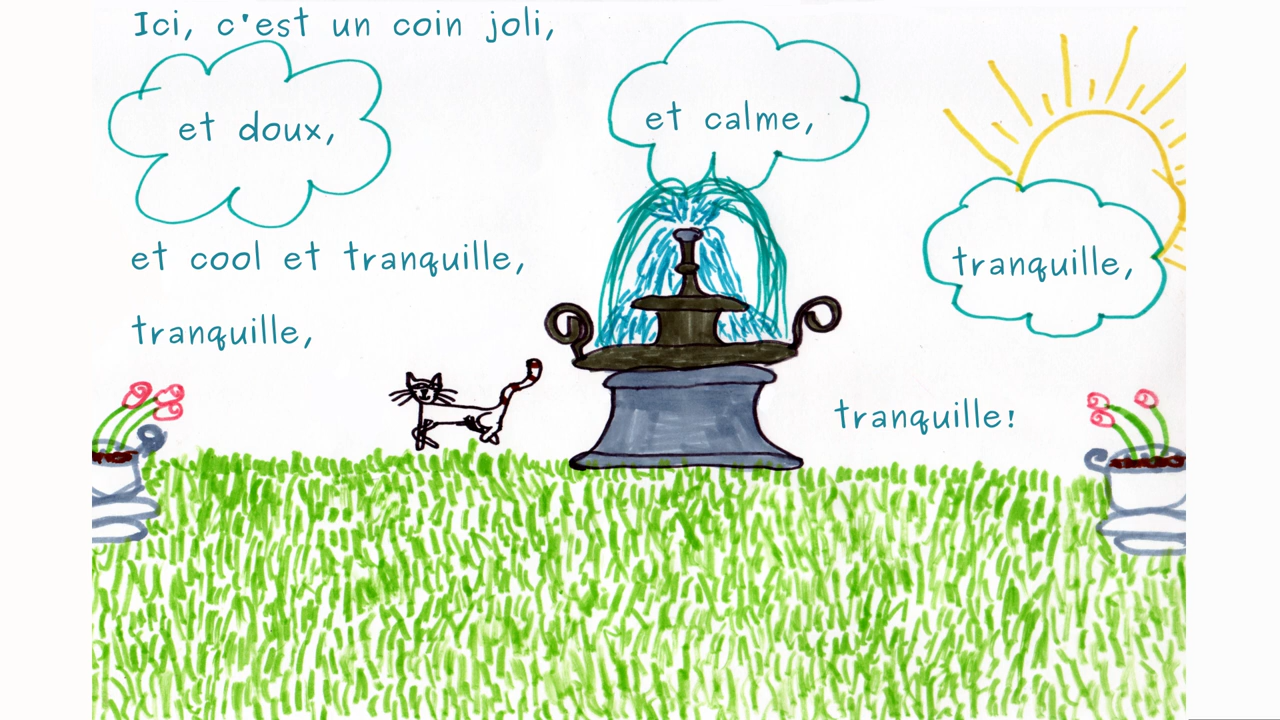 Ici, c'est un coin joli,
et doux,
et calme,
et cool et tranquille,
tranquille,
tranquille,
tranquille!